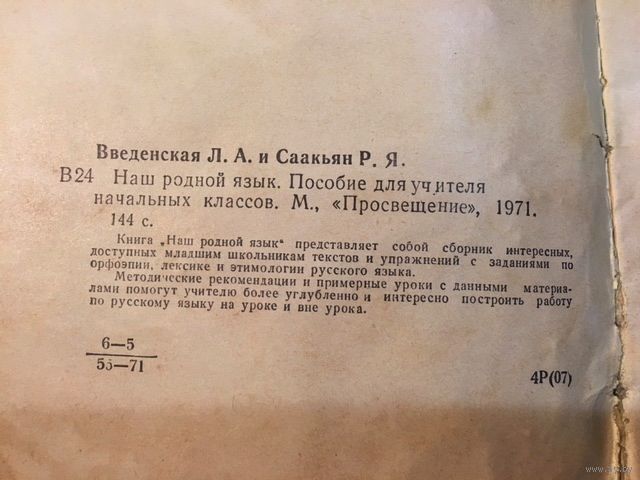 Введенская Л. А. и Саакьян Р. Я.
В24 Наш родной язык. Пособие для учителя
начальных классов. М., «Просвещение», 1971.
144 с.
Книга „Наш родной язык“ представляет собой сборник интересных,
доступных младшим школьникам текстов и упражнений с заданиями по
орфоэпии, лексике и этимологии русского языка.
Методические рекомендации и примерные уроки с данными материа-
лами помогут учителю более углубленно и интересно построить работу
по русскому языку на уроке и вне урока.
6—5
—71
4Р(07)